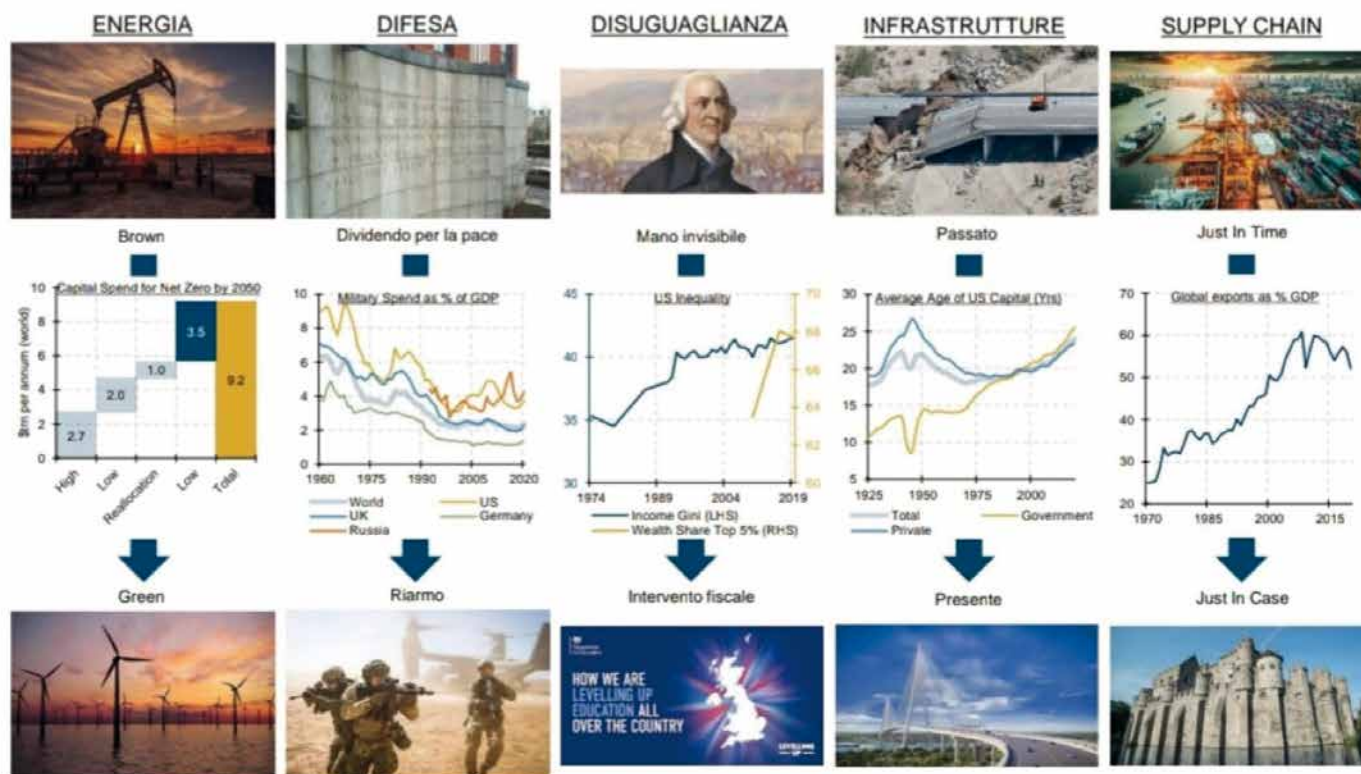 ENERGIA
DIFESA
DISUGUAGLIANZA
INFRASTRUTTURE
SUPPLY CHAIN
Brown
Dividendo per la pace
Mano invisibile
Passato
Just In Time
Capital Spend for Net Zero by 2050
$trn per annum (world)
10
8
6
4
2
0
2.7
2.0
1.0
3.5
9.2
High
Low
Reallocation
Low
Total
Military Spend as % of GDP
10
8
6
4
2
0
1960
1975
1990
2005
2020
World
US
UK
Germany
Russia
US Inequality
45
40
35
30
70
68
66
64
62
60
1974
1989
2004
2019
Income Gini (LHS)
Wealth Share Top 5% (RHS)
Average Age of US Capital (Yrs)
30
25
20
15
10
5
1925
1950
1975
2000
Total
Government
Private
Global exports as % GDP
70
60
50
40
30
20
1970
1985
2000
2015
Green
Riarmo
Intervento fiscale
Presente
Just In Case
HOW WE ARE
LEVELLING UP
EDUCATION ALL
OVER THE COUNTRY
LEVELLING
UP